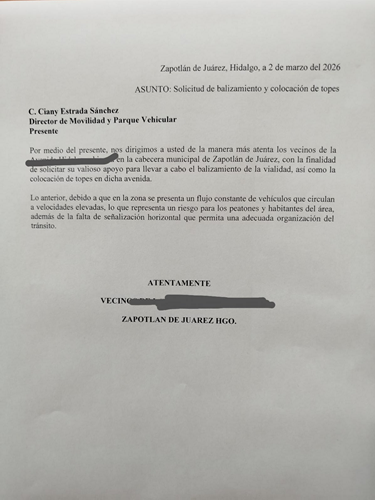 Zapotlán de Juárez, Hidalgo, a 2 de marzo del 2026
ASUNTO: Solicitud de balizamiento y colocación de topes
C. Ciany Estrada Sánchez
Director de Movilidad y Parque Vehicular
Presente
Por medio del presente, nos dirigimos a usted de la manera más atenta los vecinos de la
en la cabecera municipal de Zapotlán de Juárez, con la finalidad
de solicitar su valioso apoyo para llevar a cabo el balizamiento de la vialidad, así como la
colocación de topes en dicha avenida.
Lo anterior, debido a que en la zona se presenta un flujo constante de vehículos que circulan
a velocidades elevadas, lo que representa un riesgo para los peatones y habitantes del área,
además de la falta de señalización horizontal que permita una adecuada organización del
tránsito.
ATENTAMENTE
ZAPOTLAN DE JUAREZ HGO.